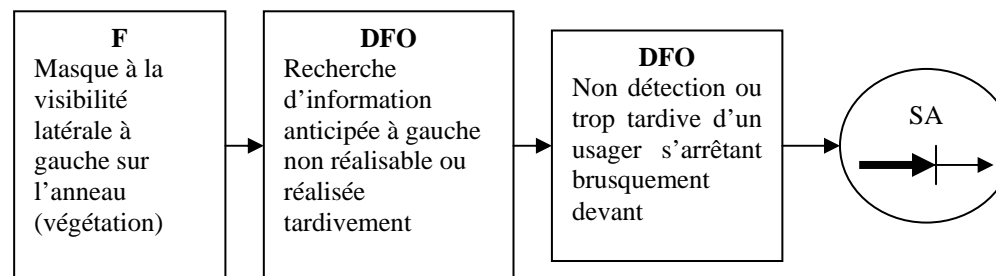 F
Masque à la
visibilité
latérale à
gauche sur
l’anneau
(végétation)
DFO
Recherche
d’information
anticipée à gauche
non réalisable ou
réalisée
tardivement
DFO
Non détection ou
trop tardive d’un
usager s’arrêtant
brusquement
devant
SA